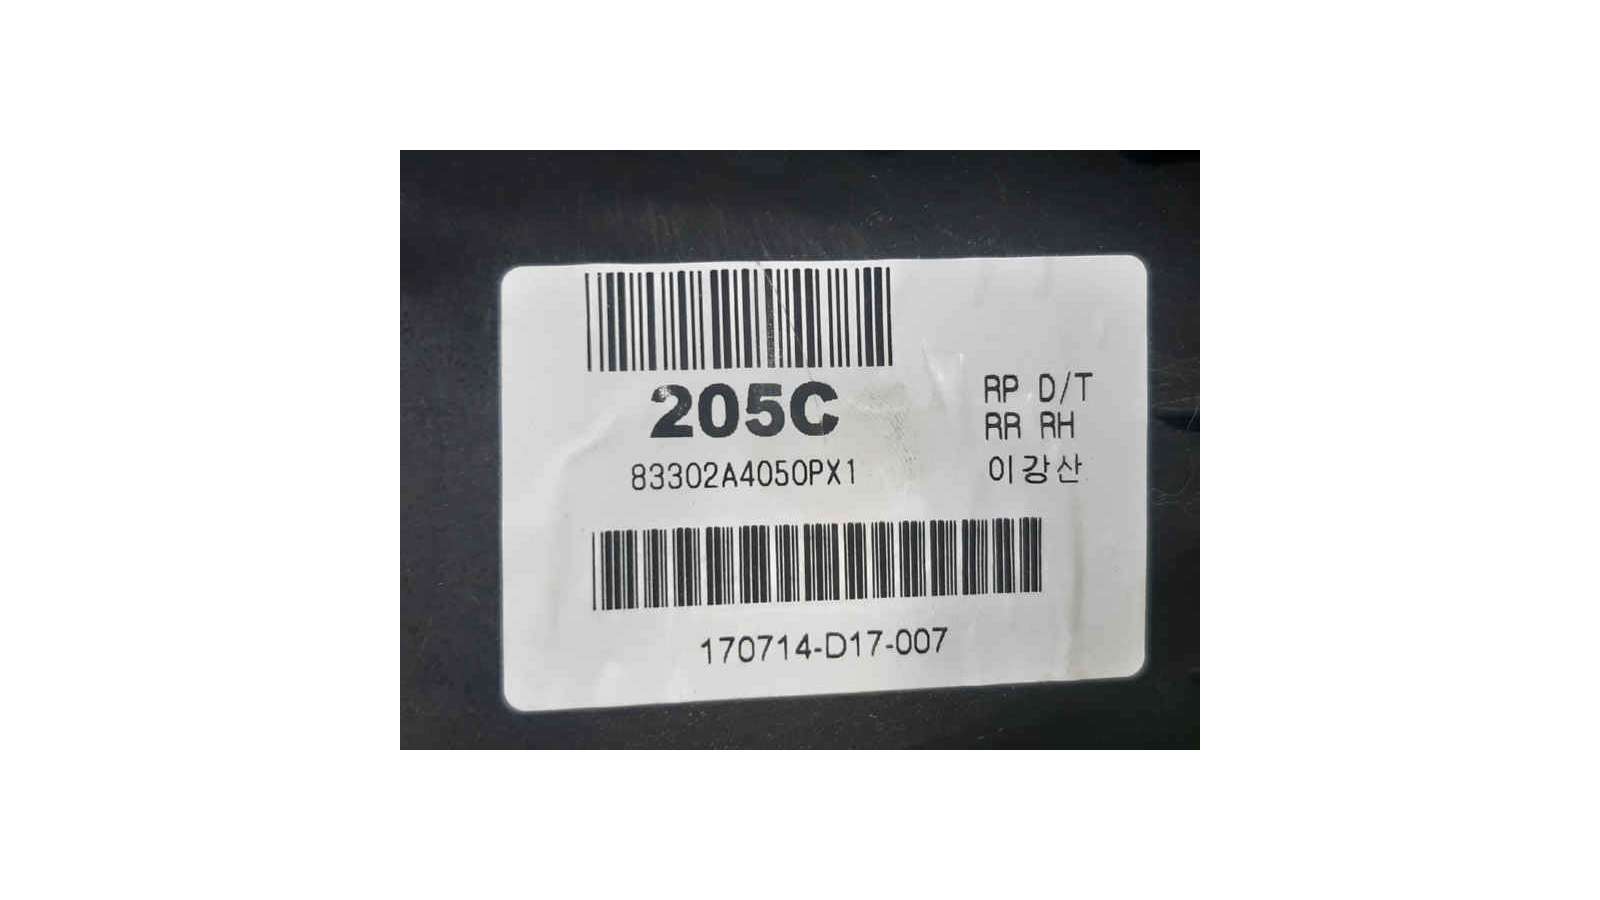 205C
83302A4050PX1
RP D/T
RR RH
이강산
170714-D17-007